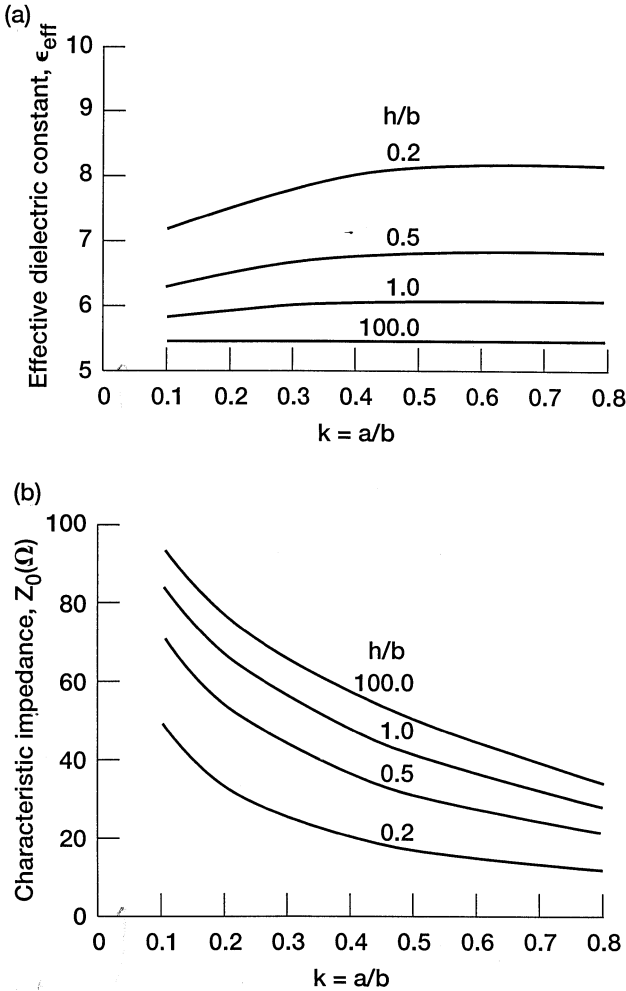 (a)
Effective dielectric constant, ϵeff
10
9
8
7
6
5
h/b
0.2
0.5
1.0
100.0
0 0.1 0.2 0.3 0.4 0.5 0.6 0.7 0.8
k = a/b
(b)
Characteristic impedance, Z0(Ω)
100
80
60
40
20
0
h/b
100.0
1.0
0.5
0.2
0 0.1 0.2 0.3 0.4 0.5 0.6 0.7 0.8
k = a/b